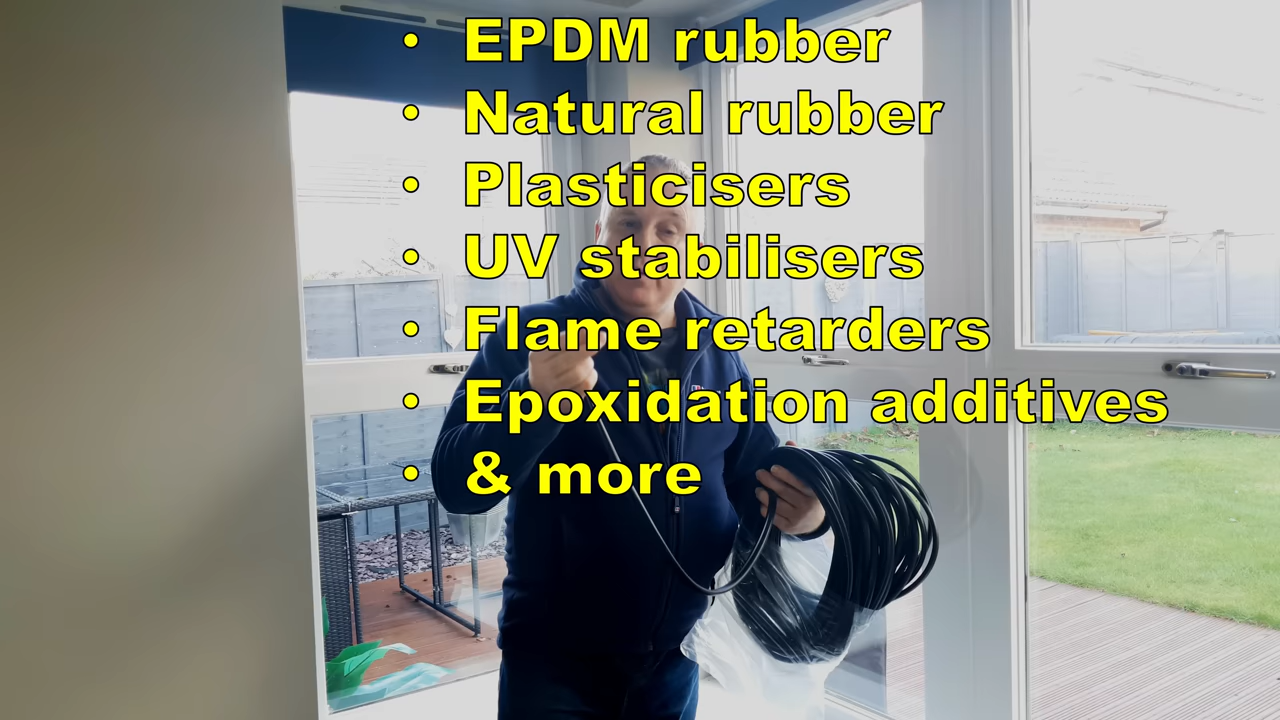 • EPDM rubber
• Natural rubber
• Plasticisers
• UV stabilisers
• Flame retarders
• Epoxidation additives
• & more